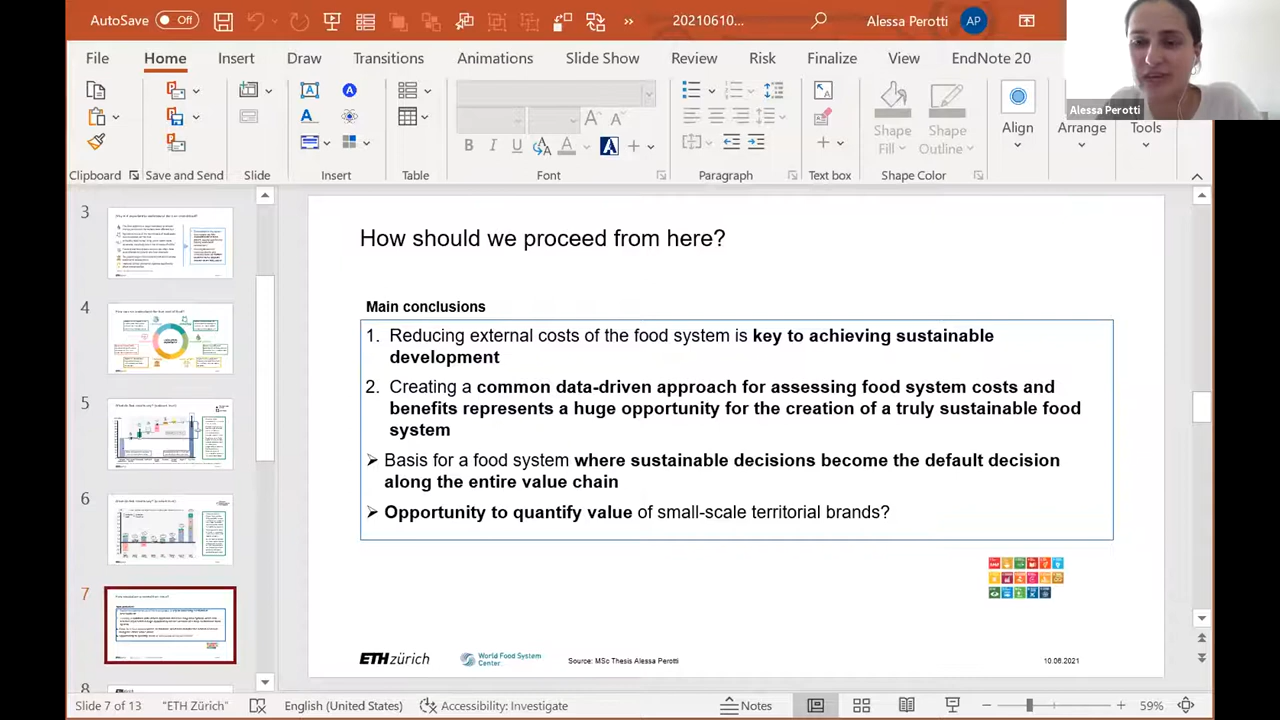 AutoSave Off 20210610... Alessa Perotti AP
File Home Insert Draw Transitions Animations Slide Show Review Risk Finalize View EndNote 20
Alessa Perotti
Shape Fill Shape Outline Align Arrange Tools
Clipboard Save and Send Slide Insert Table Font Paragraph Text box Shape Color
3
4
5
6
7
8
How should we proceed from here?
Main conclusions
1. Reducing external costs of the food system is key to achieving sustainable
development
2. Creating a common data-driven approach for assessing food system costs and
benefits represents a huge opportunity for the creation of a truly sustainable food
system
➢ Basis for a food system where sustainable decisions become the default decision
along the entire value chain
➢ Opportunity to quantify value of small-scale territorial brands?
ETH zürich World Food System Center Source: MSc Thesis Alessa Perotti 10.06.2021
Slide 7 of 13 "ETH Zürich" English (United States) Accessibility: Investigate Notes 59%